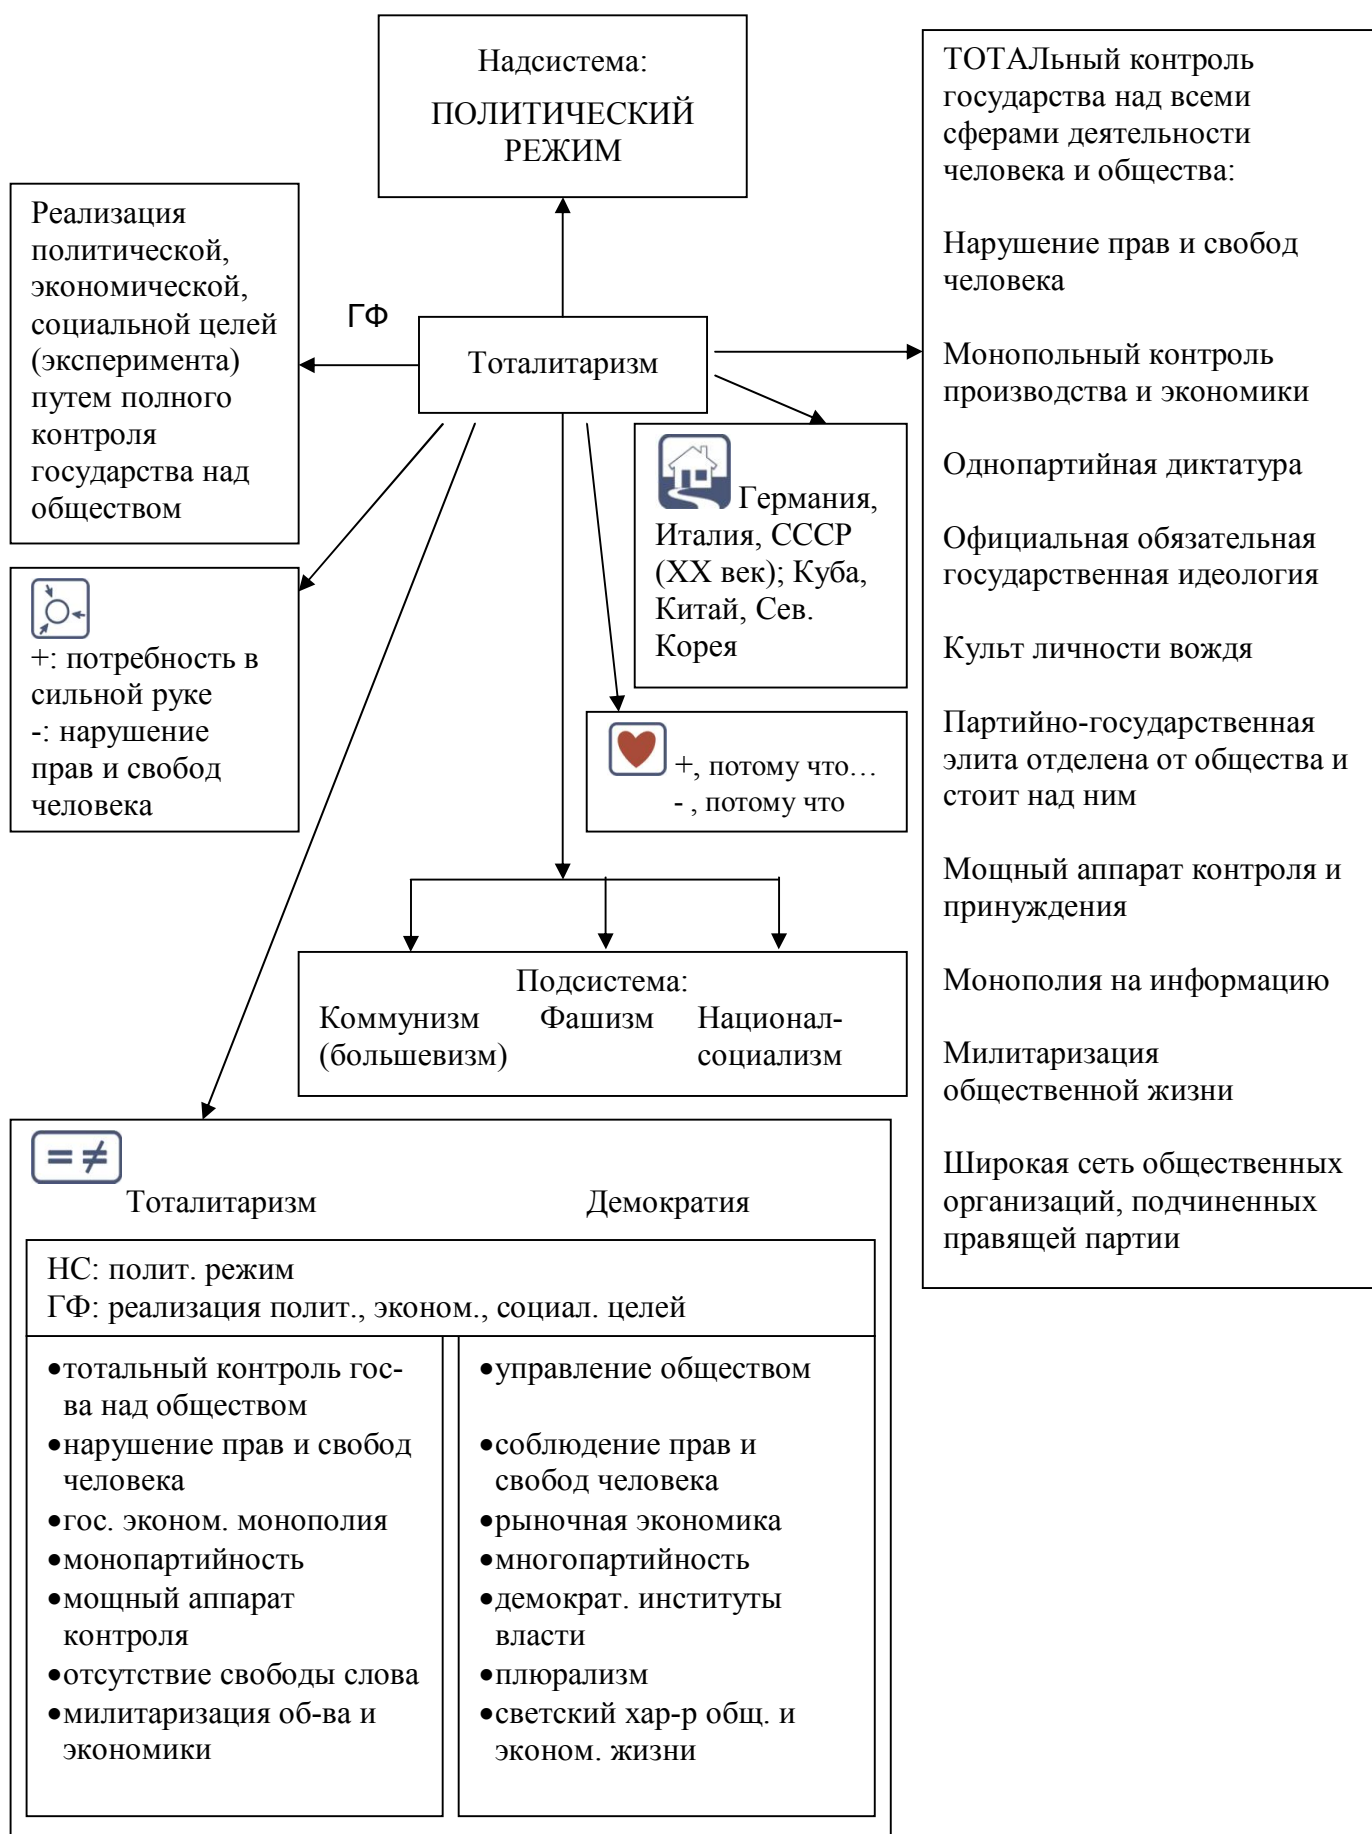 Надсистема:
ПОЛИТИЧЕСКИЙ
РЕЖИМ
ТОТАЛьный контроль
государства над всеми
сферами деятельности
человека и общества:
Нарушение прав и свобод
человека
Монопольный контроль
производства и экономики
Однопартийная диктатура
Официальная обязательная
государственная идеология
Культ личности вождя
Партийно-государственная
элита отделена от общества и
стоит над ним
Мощный аппарат контроля и
принуждения
Монополия на информацию
Милитаризация
общественной жизни
Широкая сеть общественных
организаций, подчиненных
правящей партии
Реализация
политической,
экономической,
социальной целей
(эксперимента)
путем полного
контроля
государства над
обществом
ГФ
Тоталитаризм
Германия,
Италия, СССР
(XX век); Куба,
Китай, Сев.
Корея
+: потребность в
сильной руке
-: нарушение
прав и свобод
человека
+, потому что…
- , потому что
Подсистема:
Коммунизм Фашизм Национал-
(большевизм) социализм
= ≠
Тоталитаризм Демократия
НС: полит. режим
ГФ: реализация полит., эконом., социал. целей
•тотальный контроль гос-
ва над обществом
•нарушение прав и свобод
человека
•гос. эконом. монополия
•монопартийность
•мощный аппарат
контроля
•отсутствие свободы слова
•милитаризация об-ва и
экономики
•управление обществом
•соблюдение прав и
свобод человека
•рыночная экономика
•многопартийность
•демократ. институты
власти
•плюрализм
•светский хар-р общ. и
эконом. жизни